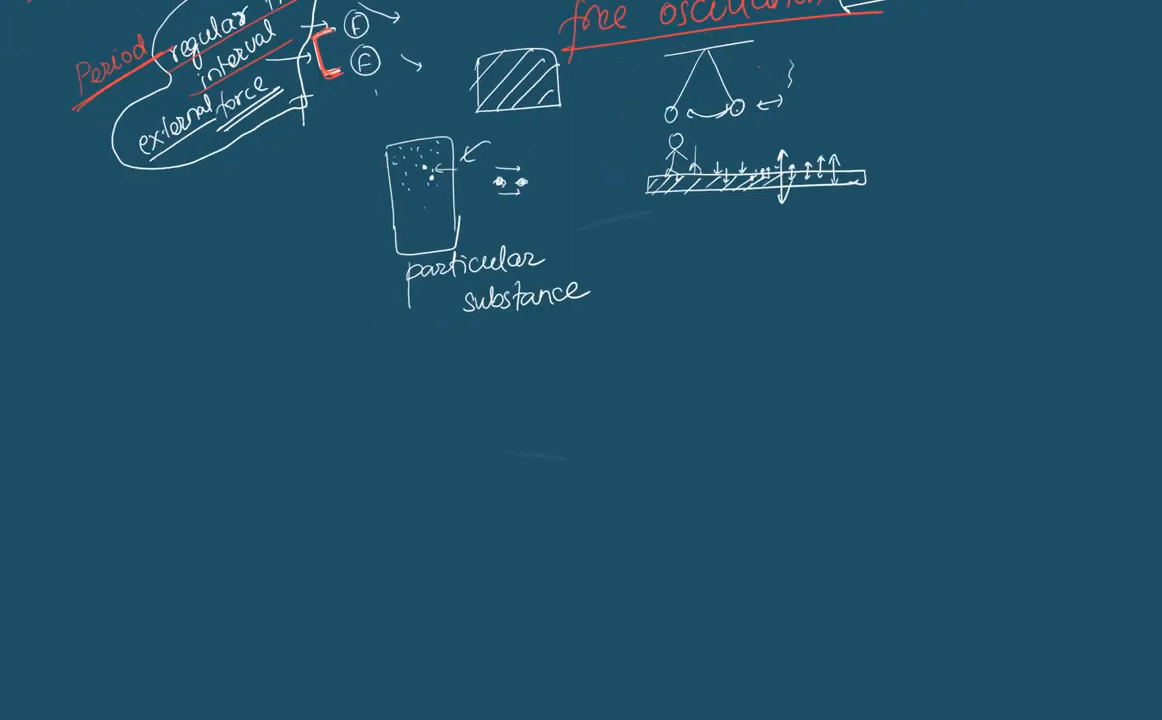 free oscillation
Period
regular
interval
external force
F
F
particular
substance